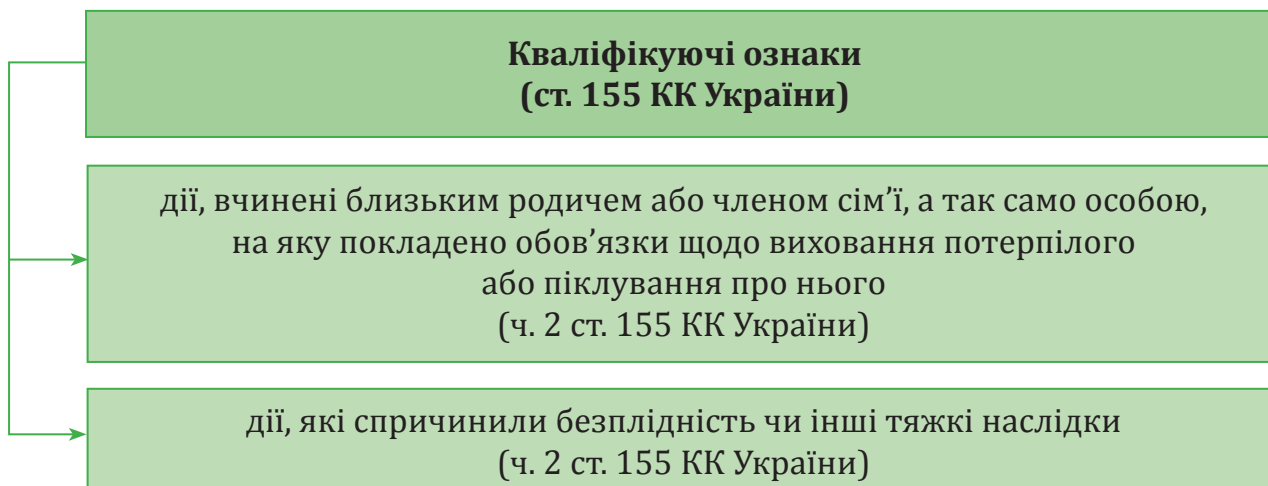 Кваліфікуючі ознаки
(ст. 155 КК України)
дії, вчинені близьким родичем або членом сім’ї, а так само особою,
на яку покладено обов’язки щодо виховання потерпілого
або піклування про нього
(ч. 2 ст. 155 КК України)
дії, які спричинили безплідність чи інші тяжкі наслідки
(ч. 2 ст. 155 КК України)